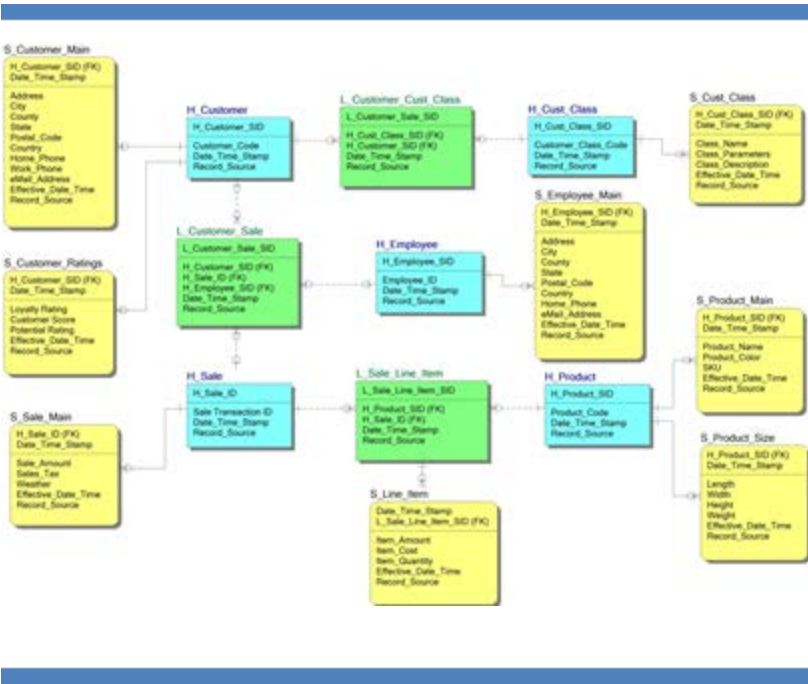 S_Customer_Main
H_Customer_SID (FK)
Date_Time_Stamp
Address
City
County
State
Postal_Code
Country
Home_Phone
Work_Phone
eMail_Address
Effective_Date_Time
Record_Source
H_Customer
H_Customer_SID
Customer_Code
Date_Time_Stamp
Record_Source
L_Customer_Cust_Class
L_Customer_Sale_SID
H_Cust_Class_SID (FK)
H_Customer_SID (FK)
Date_Time_Stamp
Record_Source
H_Cust_Class
H_Cust_Class_SID
Customer_Class_Code
Date_Time_Stamp
Record_Source
S_Cust_Class
H_Cust_Class_SID (FK)
Date_Time_Stamp
Class_Name
Class_Parameters
Class_Description
Effective_Date_Time
Record_Source
S_Customer_Ratings
H_Customer_SID (FK)
Date_Time_Stamp
Loyalty Rating
Customer Score
Potential Rating
Effective_Date_Time
Record_Source
L_Customer_Sale
L_Customer_Sale_SID
H_Customer_SID (FK)
H_Sale_ID (FK)
H_Employee_SID (FK)
Date_Time_Stamp
Record_Source
H_Employee
H_Employee_SID
Employee_ID
Date_Time_Stamp
Record_Source
S_Employee_Main
H_Employee_SID (FK)
Date_Time_Stamp
Address
City
County
State
Postal_Code
Country
Home_Phone
eMail_Address
Effective_Date_Time
Record_Source
S_Product_Main
H_Product_SID (FK)
Date_Time_Stamp
Product_Name
Product_Color
SKU
Effective_Date_Time
Record_Source
S_Sale_Main
H_Sale_ID (FK)
Date_Time_Stamp
Sale_Amount
Sales_Tax
Weather
Effective_Date_Time
Record_Source
H_Sale
H_Sale_ID
Sale Transaction ID
Date_Time_Stamp
Record_Source
L_Sale_Line_Item
L_Sale_Line_Item_SID
H_Product_SID (FK)
H_Sale_ID (FK)
Date_Time_Stamp
Record_Source
H_Product
H_Product_SID
Product_Code
Date_Time_Stamp
Record_Source
S_Product_Size
H_Product_SID (FK)
Date_Time_Stamp
Length
Width
Height
Weight
Effective_Date_Time
Record_Source
S_Line_Item
Date_Time_Stamp
L_Sale_Line_Item_SID (FK)
Item_Amount
Item_Cost
Item_Quantity
Effective_Date_Time
Record_Source